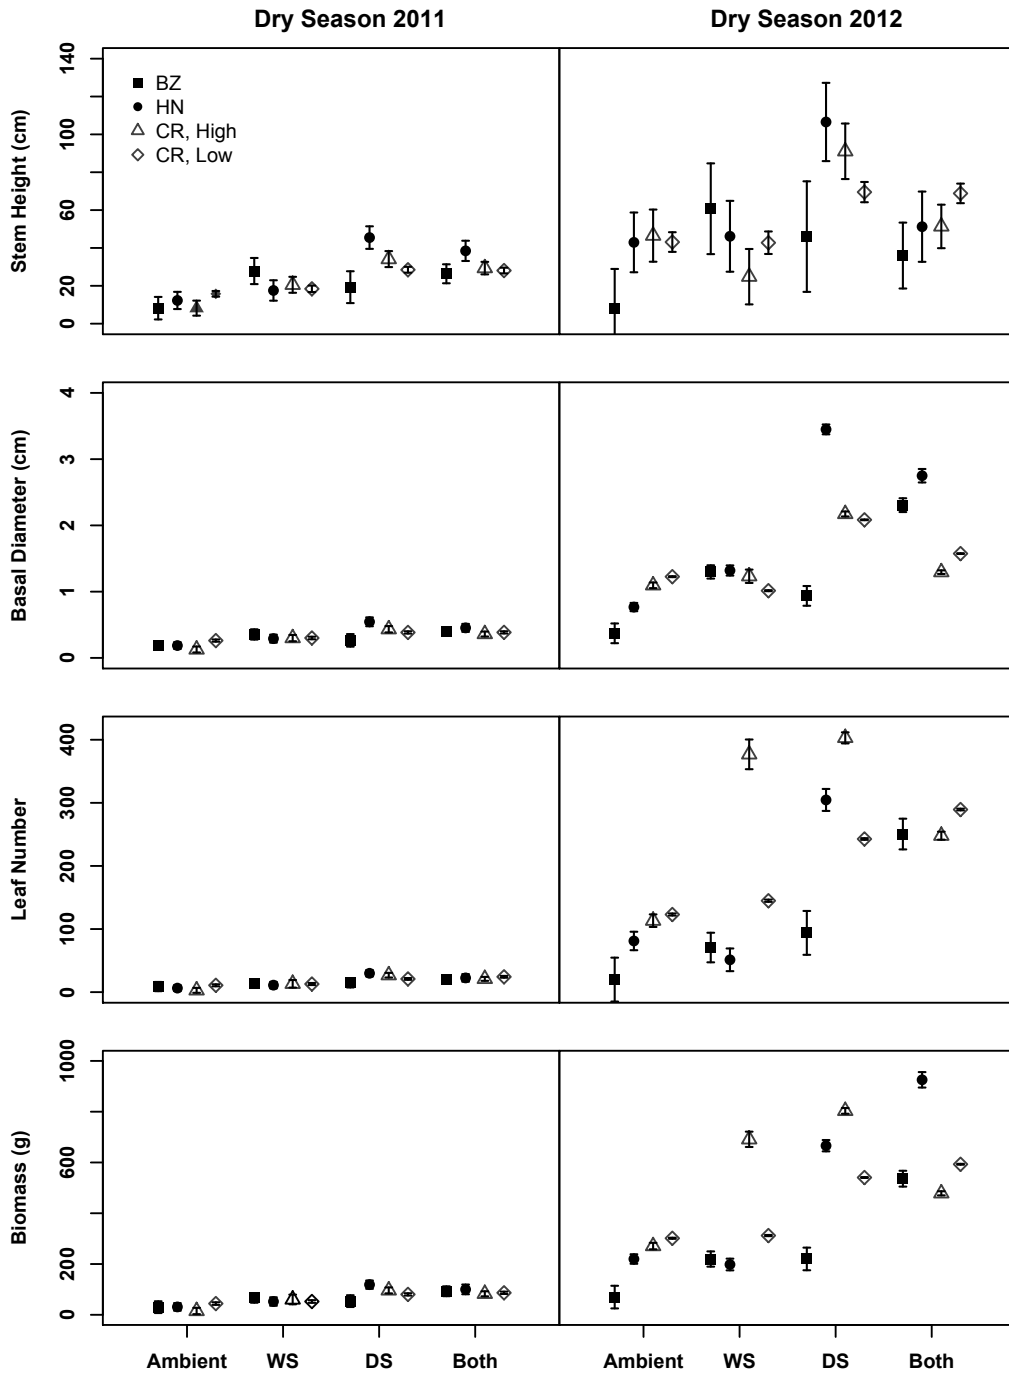 Dry Season 2011
Dry Season 2012
Stem Height (cm)
0
20
60
100
140
BZ
HN
CR, High
CR, Low
Basal Diameter (cm)
0
1
2
3
4
Leaf Number
0
100
200
300
400
Biomass (g)
0
200
600
1000
Ambient
WS
DS
Both
Ambient
WS
DS
Both